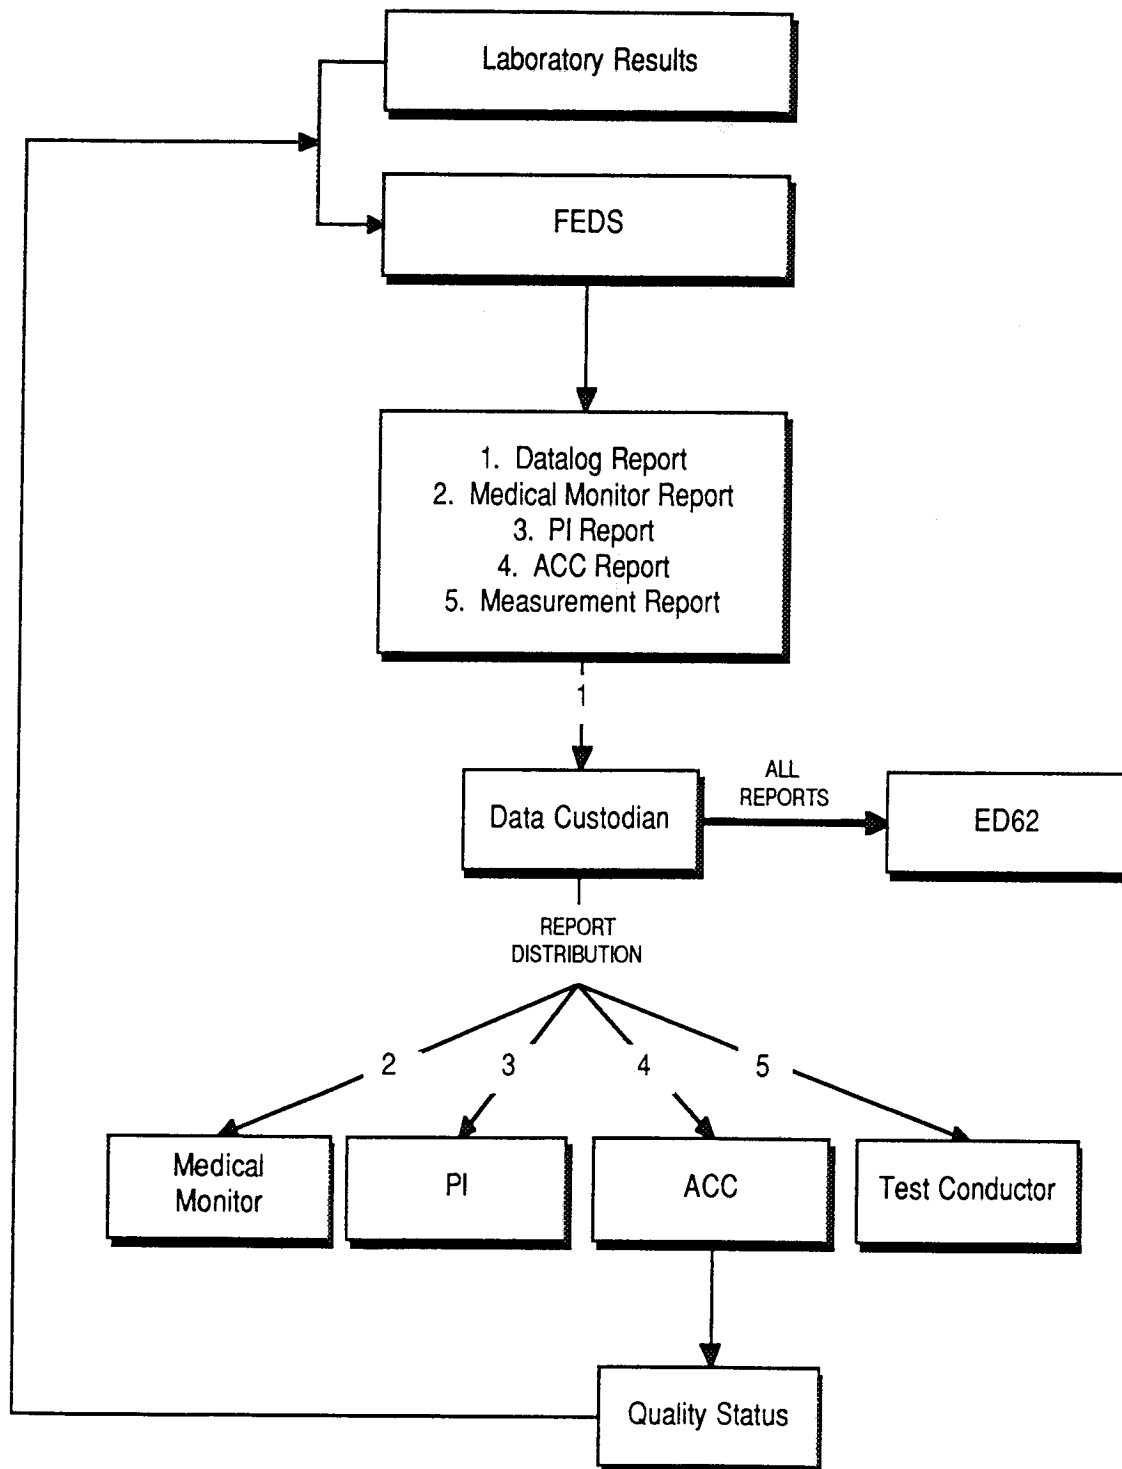 Laboratory Results
FEDS
1. Datalog Report
2. Medical Monitor Report
3. PI Report
4. ACC Report
5. Measurement Report
1
Data Custodian
ALL
REPORTS
ED62
REPORT
DISTRIBUTION
2
3
4
5
Medical
Monitor
PI
ACC
Test Conductor
Quality Status